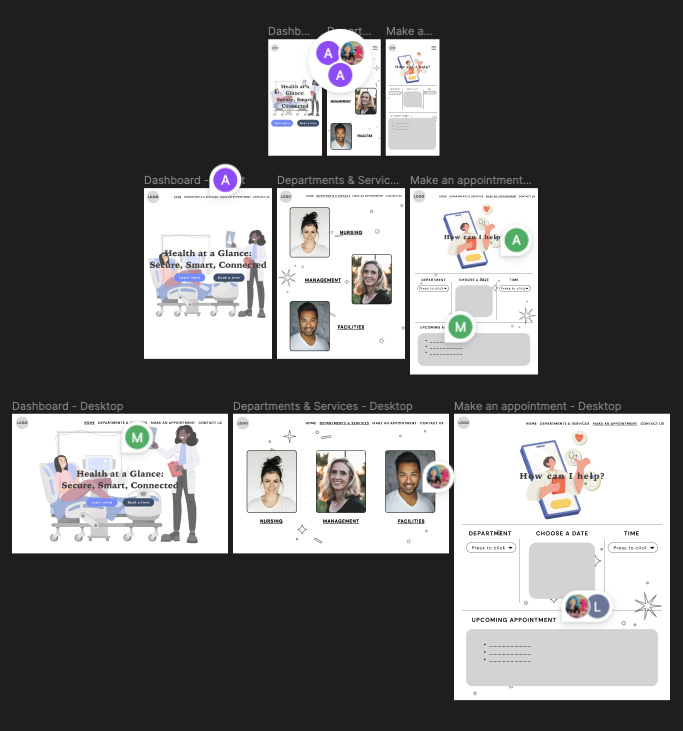 Dashb...
Depart...
Make a...
A
A
A
Health at a
Glance:
Secure, Smart,
Connected
Learn more
Book a time
FACILITIES
How can I help?
Dashboard - 
A
Departments & Servic...
Make an appointment...
LOGO
HOME DEPARTMENTS & SERVICES MAKE AN APPOINTMENT CONTACT US
Health at a Glance:
Secure, Smart, Connected
Learn more
Book a time
LOGO
HOME DEPARTMENTS & SERVICES MAKE AN APPOINTMENT CONTACT US
NURSING
MANAGEMENT
FACILITIES
LOGO
HOME DEPARTMENTS & SERVICES MAKE AN APPOINTMENT CONTACT US
How can I help
A
DEPARTMENT
CHOOSE A DATE
TIME
Press to click
Press to click
UPCOMING
M
Dashboard - Desktop
Departments & Services - Desktop
Make an appointment - Desktop
LOGO
HOME DEPARTMENTS & MAKE AN APPOINTMENT CONTACT US
M
Health at a Glance:
Secure, Smart, Connected
Learn more
Book a time
LOGO
HOME DEPARTMENTS & SERVICES MAKE AN APPOINTMENT CONTACT US
NURSING
MANAGEMENT
FACILITIES
LOGO
HOME DEPARTMENTS & SERVICES MAKE AN APPOINTMENT CONTACT US
How can I help?
DEPARTMENT
CHOOSE A DATE
TIME
Press to click
Press to click
L
UPCOMING APPOINTMENT